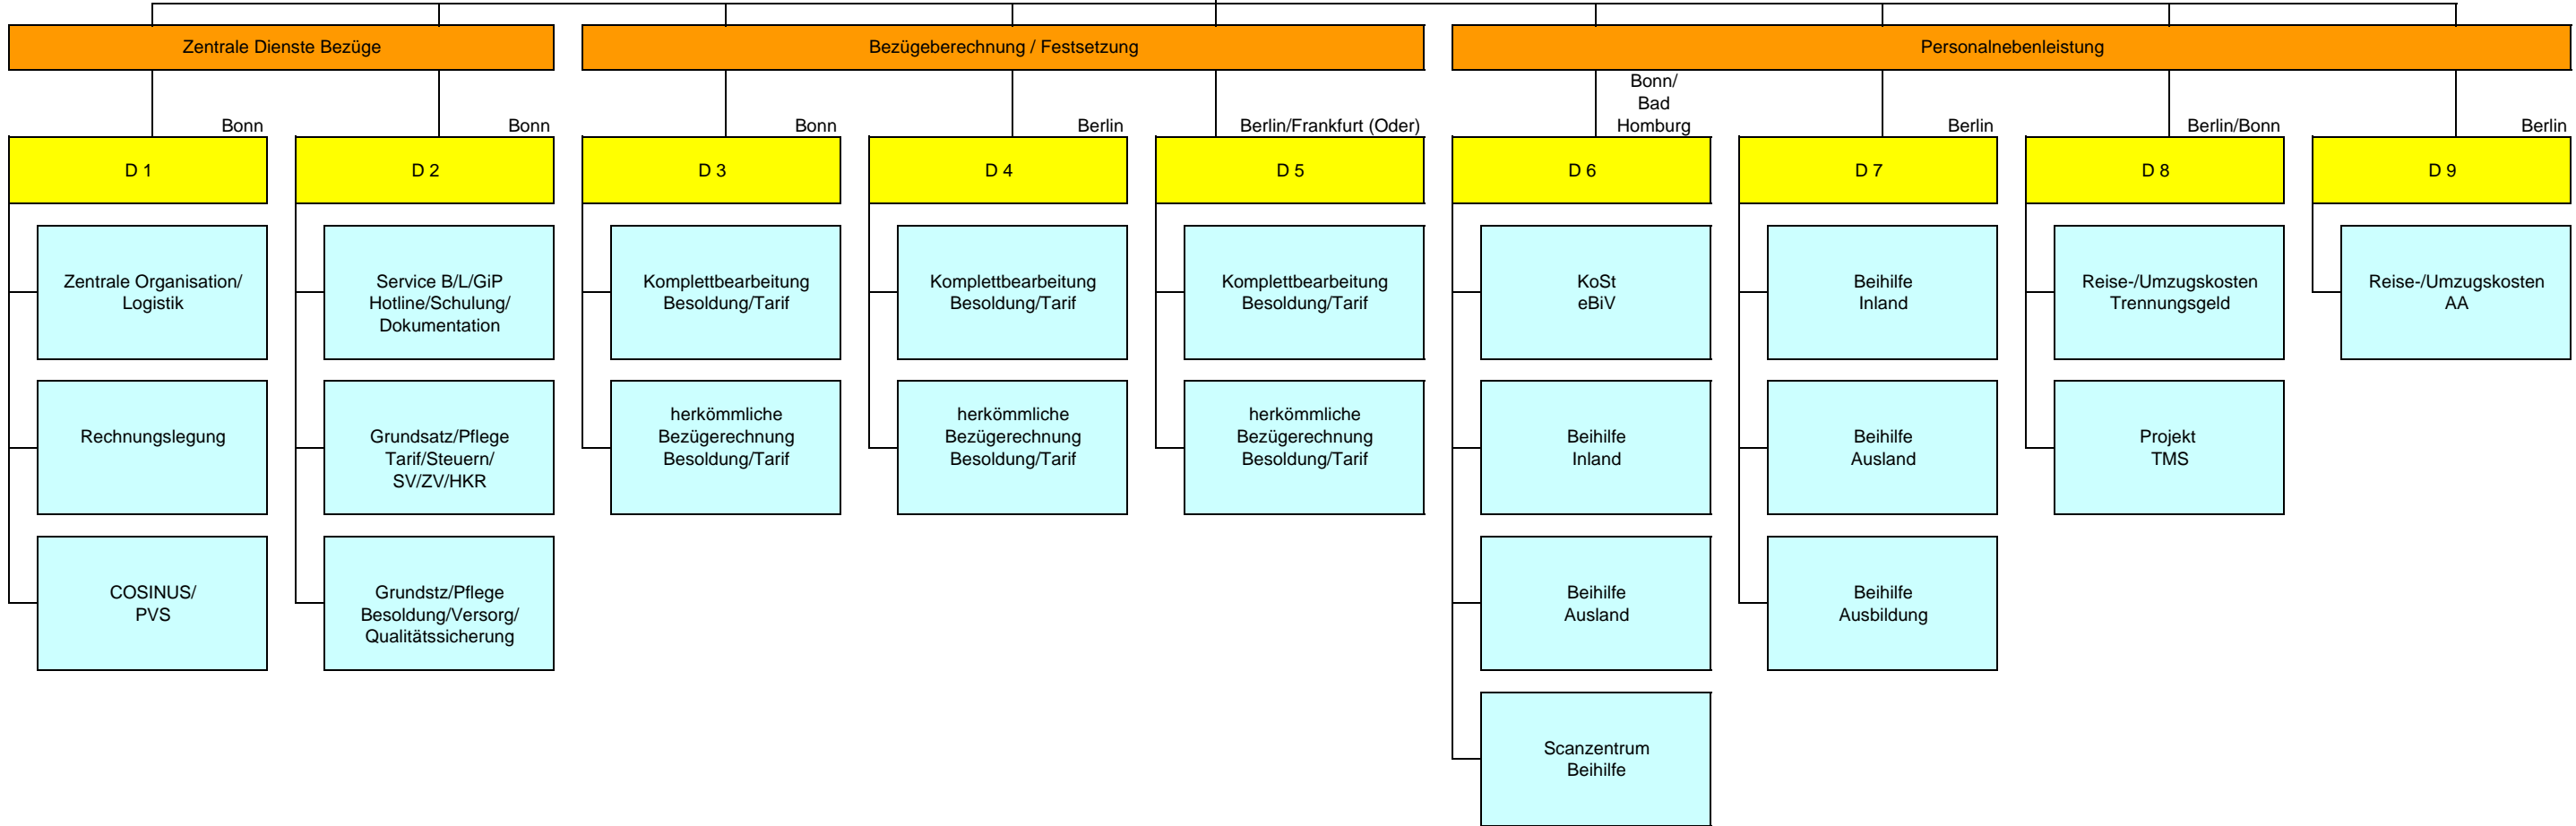 Zentrale Dienste Bezüge
Bezügeberechnung / Festsetzung
Personalnebenleistung
Bonn
Bonn
Bonn
Berlin
Berlin/Frankfurt (Oder)
Bonn/
Bad
Homburg
Berlin
Berlin/Bonn
Berlin
D 1
D 2
D 3
D 4
D 5
D 6
D 7
D 8
D 9
Zentrale Organisation/
Logistik
Service B/L/GiP
Hotline/Schulung/
Dokumentation
Komplettbearbeitung
Besoldung/Tarif
Komplettbearbeitung
Besoldung/Tarif
Komplettbearbeitung
Besoldung/Tarif
KoSt
eBiV
Beihilfe
Inland
Reise-/Umzugskosten
Trennungsgeld
Reise-/Umzugskosten
AA
Rechnungslegung
Grundsatz/Pflege
Tarif/Steuern/
SV/ZV/HKR
herkömmliche
Bezügerechnung
Besoldung/Tarif
herkömmliche
Bezügerechnung
Besoldung/Tarif
herkömmliche
Bezügerechnung
Besoldung/Tarif
Beihilfe
Inland
Beihilfe
Ausland
Projekt
TMS
COSINUS/
PVS
Grundstz/Pflege
Besoldung/Versorg/
Qualitätssicherung
Beihilfe
Ausland
Beihilfe
Ausbildung
Scanzentrum
Beihilfe